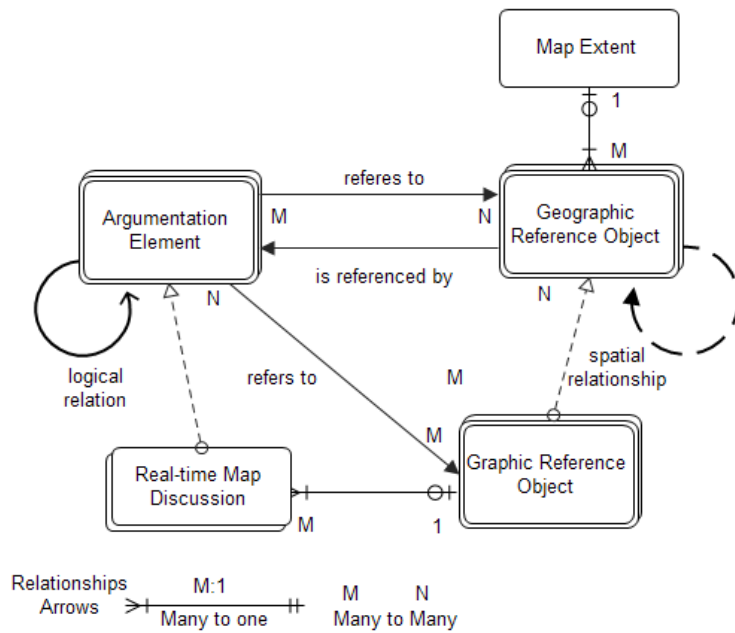 Map Extent
1
M
referes to
Argumentation
Element
M
N
Geographic
Reference Object
is referenced by
N
N
logical
relation
refers to
M
spatial
relationship
M
Real-time Map
Discussion
Graphic Reference
Object
M
1
Relationships
Arrows
M:1
Many to one
M N
Many to Many